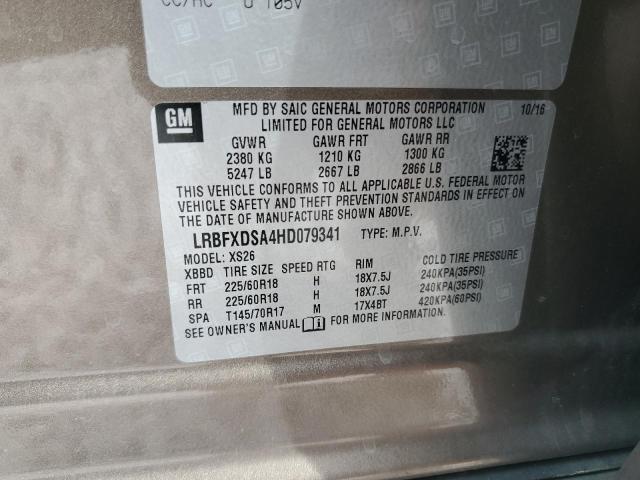 CC/AC U T05V
GM
MFD BY SAIC GENERAL MOTORS CORPORATION 10/16
LIMITED FOR GENERAL MOTORS LLC
GVWR GAWR FRT GAWR RR
2380 KG 1210 KG 1300 KG
5247 LB 2667 LB 2866 LB
THIS VEHICLE CONFORMS TO ALL APPLICABLE U.S. FEDERAL MOTOR
VEHICLE SAFETY AND THEFT PREVENTION STANDARDS IN EFFECT ON
THE DATE OF MANUFACTURE SHOWN ABOVE.
LRBFXDSA4HD079341 TYPE: M.P.V.
MODEL: XS26
XBBD TIRE SIZE SPEED RTG RIM COLD TIRE PRESSURE
FRT 225/60R18 H 18X7.5J 240KPA(35PSI)
RR 225/60R18 H 18X7.5J 240KPA(35PSI)
SPA T145/70R17 M 17X4BT 420KPA(60PSI)
SEE OWNER'S MANUAL FOR MORE INFORMATION.